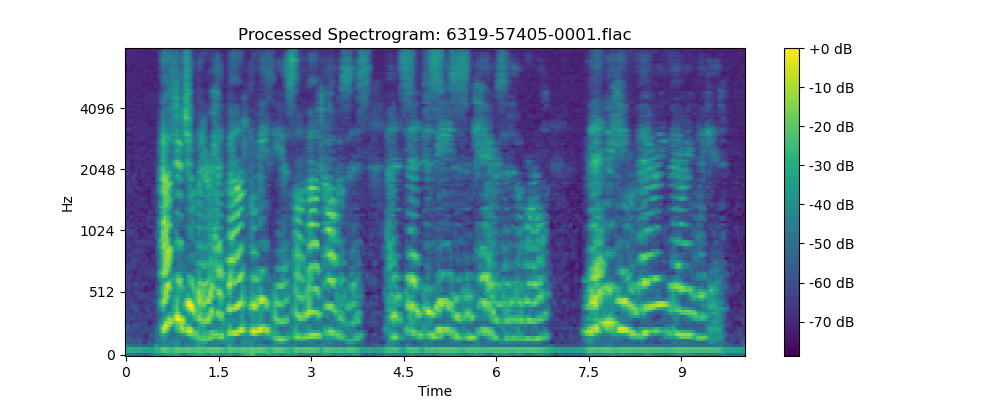 Processed Spectrogram: 6319-57405-0001.flac
Hz
4096
2048
1024
512
0
0 1.5 3 4.5 6 7.5 9
Time
+0 dB
-10 dB
-20 dB
-30 dB
-40 dB
-50 dB
-60 dB
-70 dB